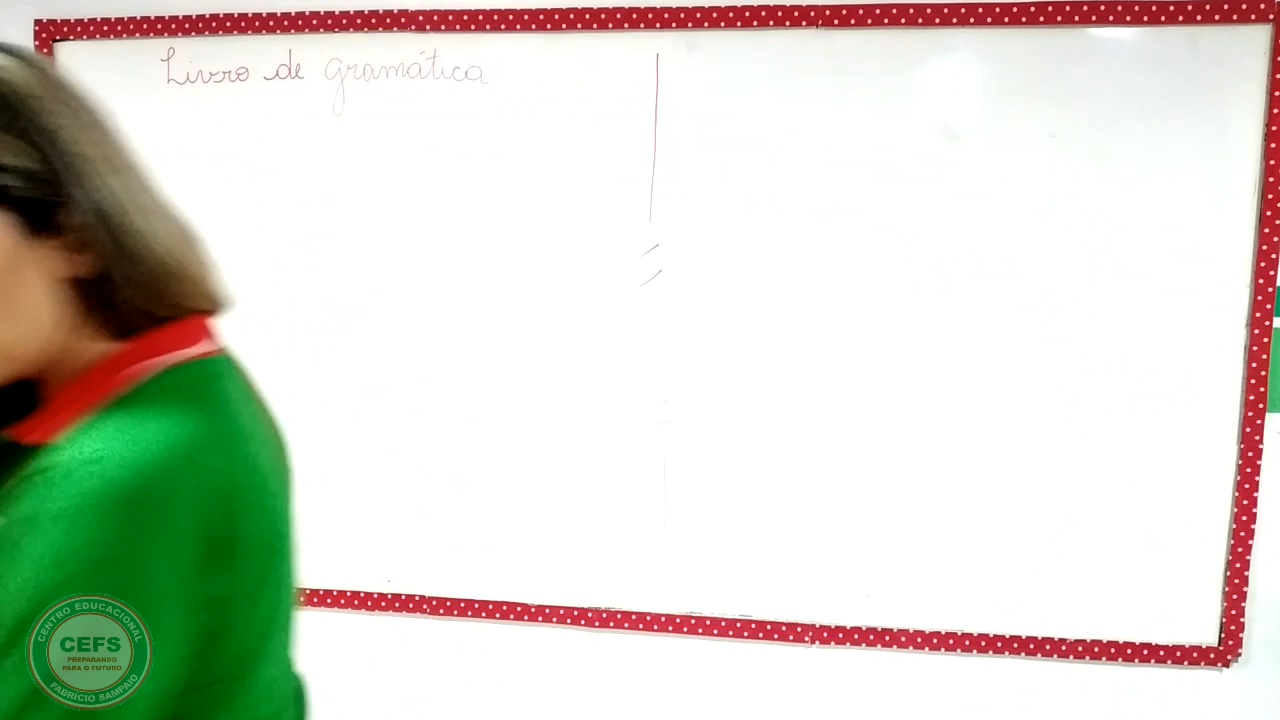 Livro de gramática
CENTRO EDUCACIONAL
CEFS
PREPARANDO
PARA O FUTURO
FABRICIO SAMPAIO